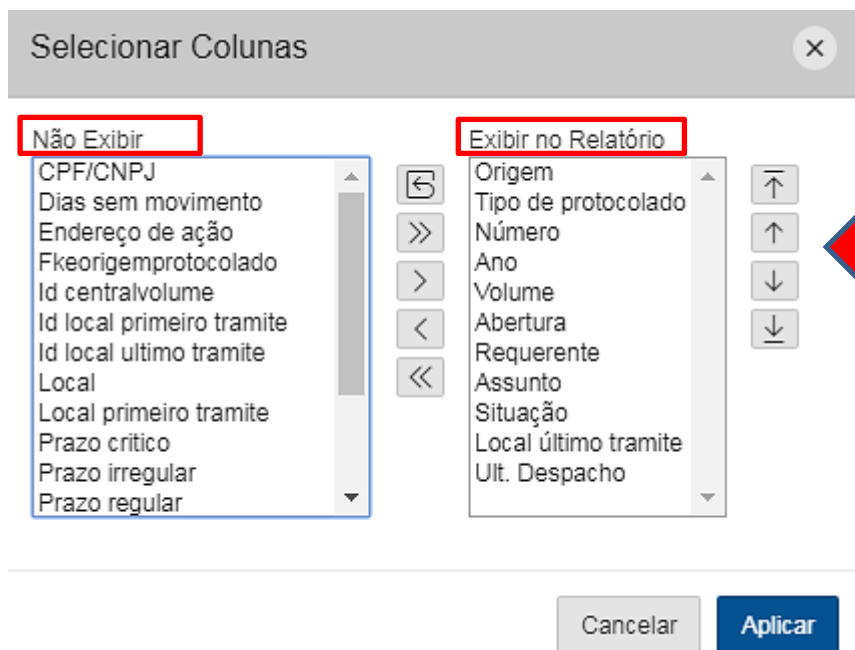 Selecionar Colunas
Não Exibir
CPF/CNPJ
Dias sem movimento
Endereço de ação
Fkeorigemprotocolado
Id centralvolume
Id local primeiro tramite
Id local ultimo tramite
Local
Local primeiro tramite
Prazo critico
Prazo irregular
Prazo regular
Exibir no Relatório
Origem
Tipo de protocolado
Número
Ano
Volume
Abertura
Requerente
Assunto
Situação
Local último tramite
Ult. Despacho
Cancelar
Aplicar